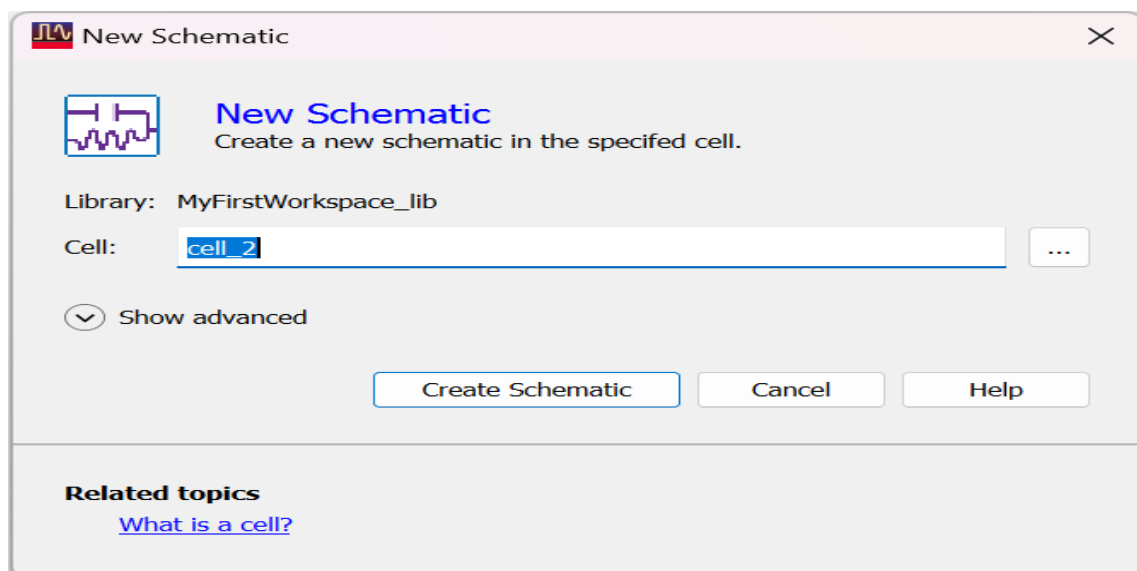 New Schematic
New Schematic
Create a new schematic in the specifed cell.
Library: MyFirstWorkspace_lib
Cell: cell_2 ...
Show advanced
Create Schematic Cancel Help
Related topics
What is a cell?